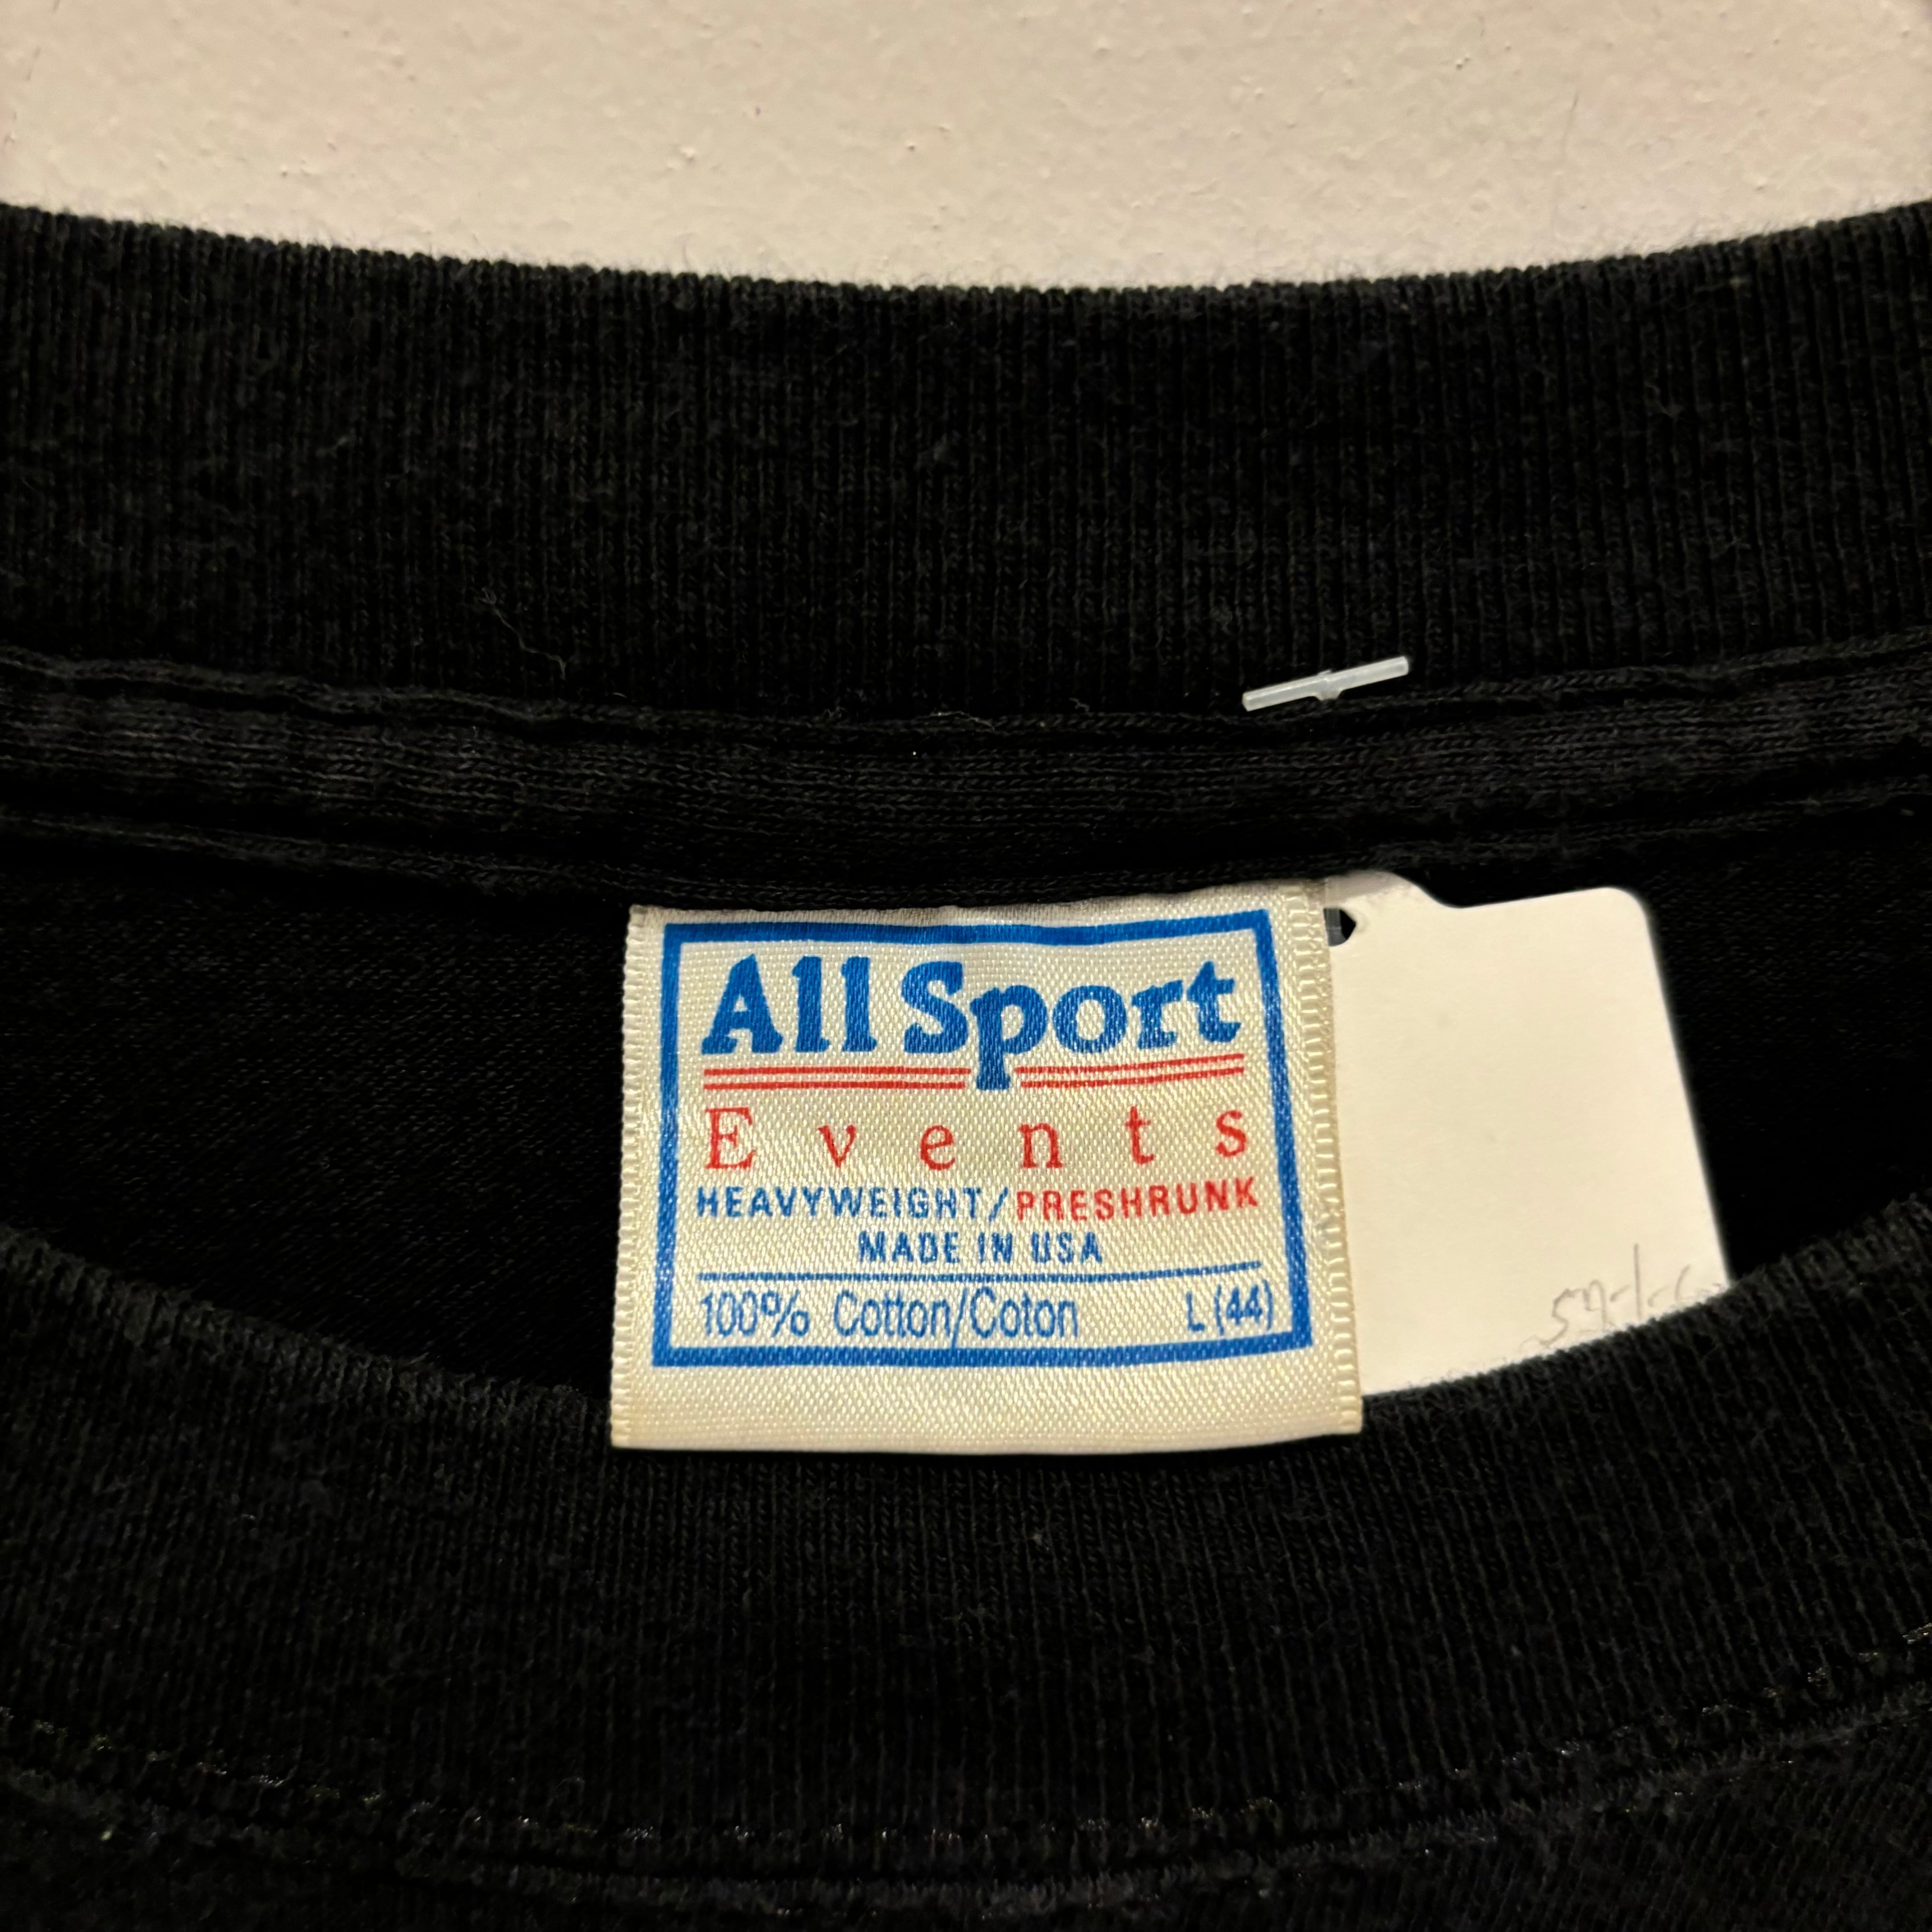 All Sport
Events
HEAVYWEIGHT/PRESHRUNK
MADE IN USA
100% Cotton/Coton L (44)